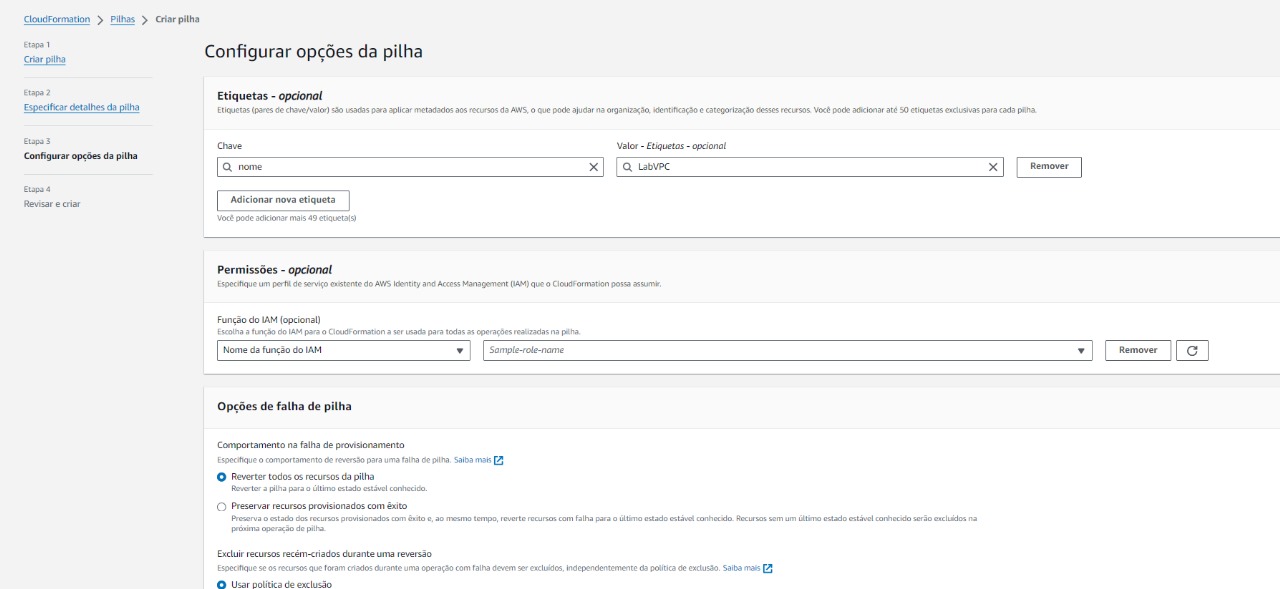 CloudFormation > Pilhas > Criar pilha
Etapa 1
Criar pilha
Etapa 2
Especificar detalhes da pilha
Etapa 3
Configurar opções da pilha
Etapa 4
Revisar e criar
Configurar opções da pilha
Etiquetas - opcional
Etiquetas (pares de chave/valor) são usadas para aplicar metadados aos recursos da AWS, o que pode ajudar na organização, identificação e categorização desses recursos. Você pode adicionar até 50 etiquetas exclusivas para cada pilha.
Chave
Valor - Etiquetas - opcional
nome
LabVPC
Remover
Adicionar nova etiqueta
Você pode adicionar mais 49 etiqueta(s)
Permissões - opcional
Especifique um perfil de serviço existente do AWS Identity and Access Management (IAM) que o CloudFormation possa assumir.
Função do IAM (opcional)
Escolha a função do IAM para o CloudFormation a ser usada para todas as operações realizadas na pilha.
Nome da função do IAM
Sample-role-name
Remover
Opções de falha de pilha
Comportamento na falha de provisionamento
Especifique o comportamento de reversão para uma falha de pilha. Saiba mais
Reverter todos os recursos da pilha
Reverter a pilha para o último estado estável conhecido.
Preservar recursos provisionados com êxito
Preserva o estado dos recursos provisionados com êxito e, ao mesmo tempo, reverte recursos com falha para o último estado estável conhecido. Recursos sem um último estado estável conhecido serão excluídos na
próxima operação de pilha.
Excluir recursos recém-criados durante uma reversão
Especifique se os recursos que foram criados durante uma operação com falha devem ser excluídos, independentemente da política de exclusão. Saiba mais
Usar política de exclusão